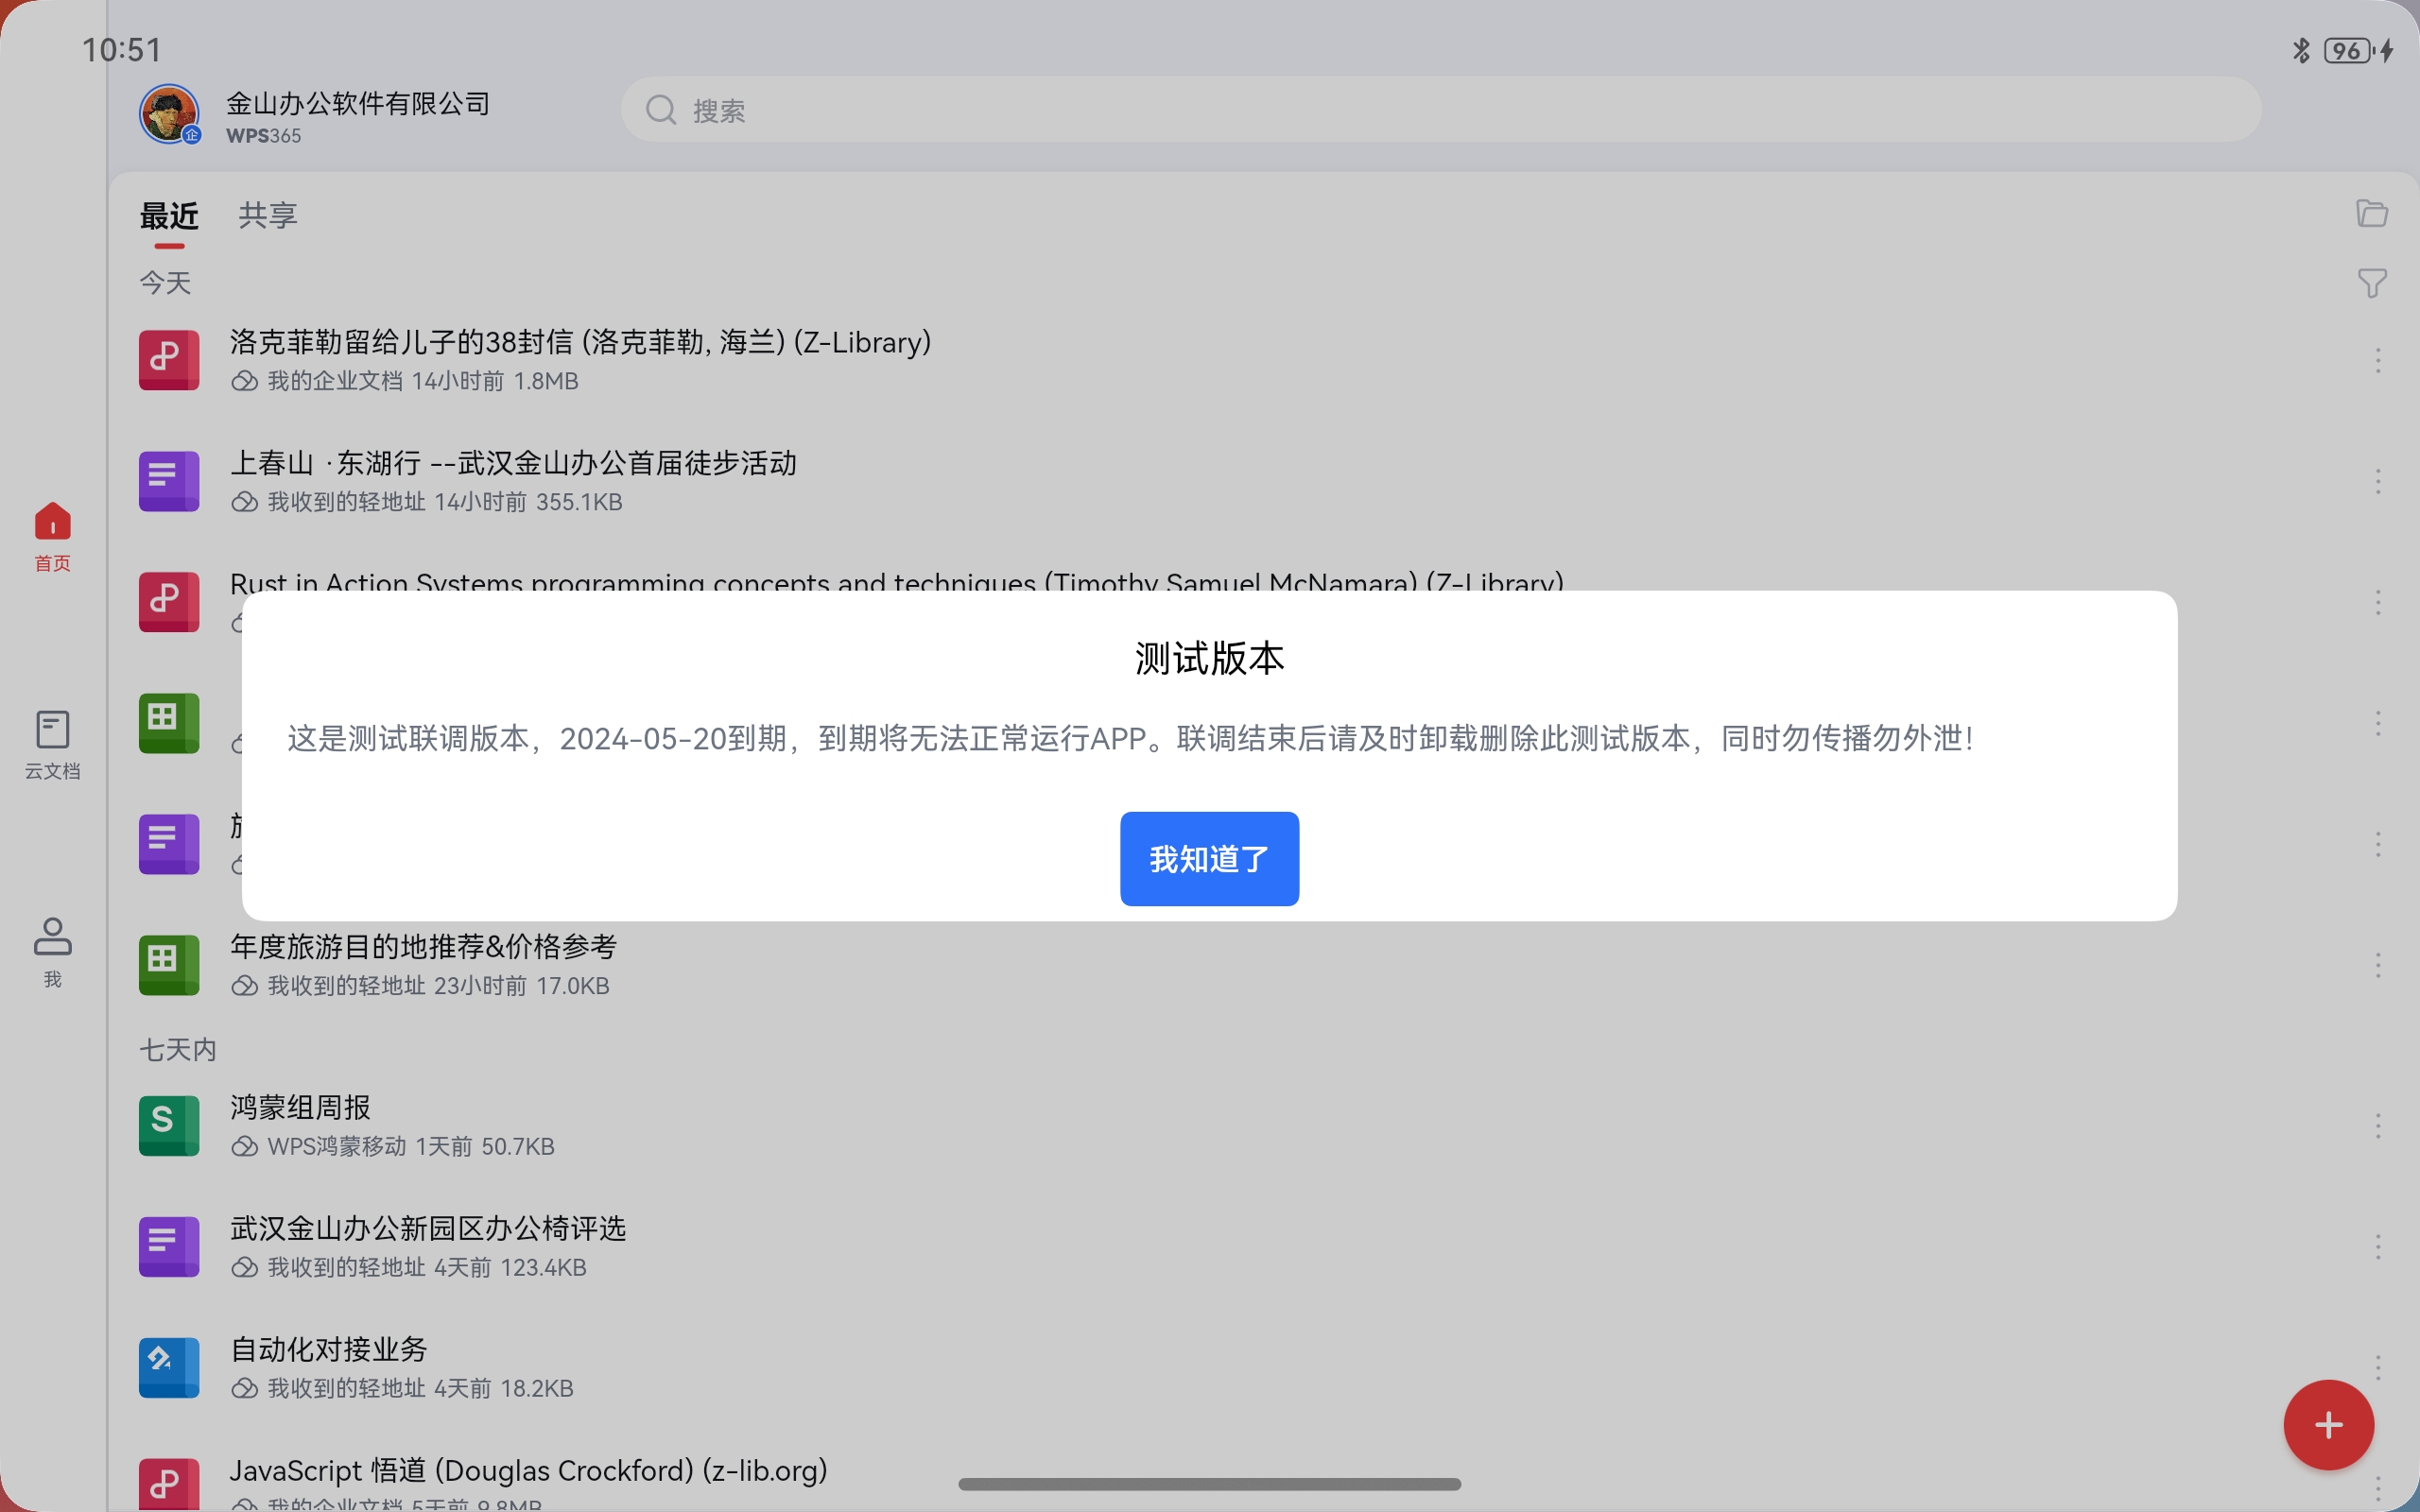 10:51
96
金山办公软件有限公司
企
WPS365
搜索
最近 共享
今天
洛克菲勒留给儿子的38封信 (洛克菲勒, 海兰) (Z-Library)
我的企业文档 14小时前 1.8MB
上春山 ·东湖行 --武汉金山办公首届徒步活动
我收到的轻地址 14小时前 355.1KB
首页
Rust in Action Systems programming concepts and techniques (Timothy Samuel McNamara) (Z-Library)
测试版本
这是测试联调版本，2024-05-20到期，到期将无法正常运行APP。联调结束后请及时卸载删除此测试版本，同时勿传播勿外泄！
云文档
我知道了
年度旅游目的地推荐&价格参考
我收到的轻地址 23小时前 17.0KB
我
七天内
鸿蒙组周报
WPS鸿蒙移动 1天前 50.7KB
武汉金山办公新园区办公椅评选
我收到的轻地址 4天前 123.4KB
自动化对接业务
我收到的轻地址 4天前 18.2KB
JavaScript 悟道 (Douglas Crockford) (z-lib.org)
我的企业文档 5天前 9.8MB